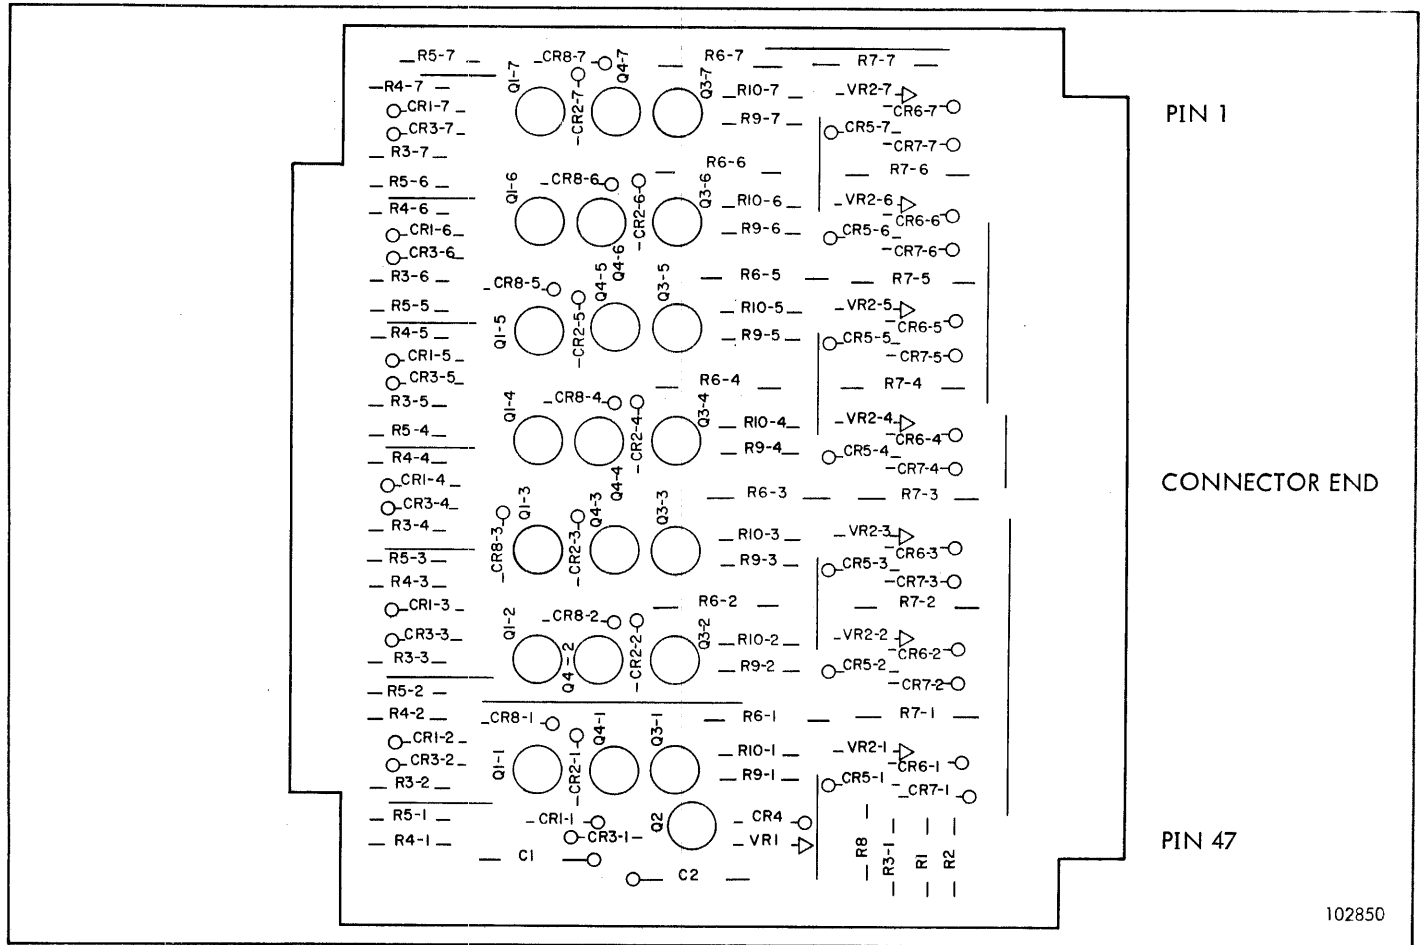 R5-7 CR8-7 Q4-7 R6-7 R7-7
R4-7 Q1-7 CR2-7 Q3-7 R10-7 VR2-7
CR1-7 CR6-7
CR3-7 R9-7 CR5-7
R3-7 CR7-7
R6-6 R7-6
R5-6 Q1-6 CR8-6 CR2-6 Q3-6
R4-6 R10-6 VR2-6
CR1-6 R9-6 CR6-6
CR3-6 Q4-6 CR5-6
CR7-6
R3-6 CR8-5 Q4-5 Q3-5 R6-5 R7-5
R5-5 Q1-5 CR2-5 R10-5 VR2-5
R4-5 R9-5 CR6-5
CR1-5 CR5-5
CR3-5 CR7-5
R6-4 R7-4
R3-5 Q1-4 CR8-4 CR2-4 Q3-4
R5-4 R10-4 VR2-4
R4-4 R9-4 CR6-4
CR1-4 Q4-4 CR5-4
CR7-4
CR3-4 Q1-3 Q4-3 Q3-3 R6-3 R7-3
R3-4 CR8-3 CR2-3 R10-3 VR2-3
R5-3 R9-3 CR6-3
R4-3 CR5-3
CR7-3
CR1-3 Q1-2 CR8-2 R6-2 R7-2
CR3-3 Q4-2 CR2-2 Q3-2 R10-2 VR2-2
R3-3 R9-2 CR6-2
R5-2 CR5-2
CR7-2
R4-2 CR8-1 Q4-1 Q3-1 R6-1 R7-1
CR1-2 Q1-1 CR2-1 R10-1 VR2-1
CR3-2 R9-1 CR6-1
R3-2 CR5-1
CR7-1
R5-1 CR1-1 Q2 CR4
R4-1 CR3-1 VR1 R8 R3-1 R1 R2
C1
C2
PIN 1
CONNECTOR END
PIN 47
102850